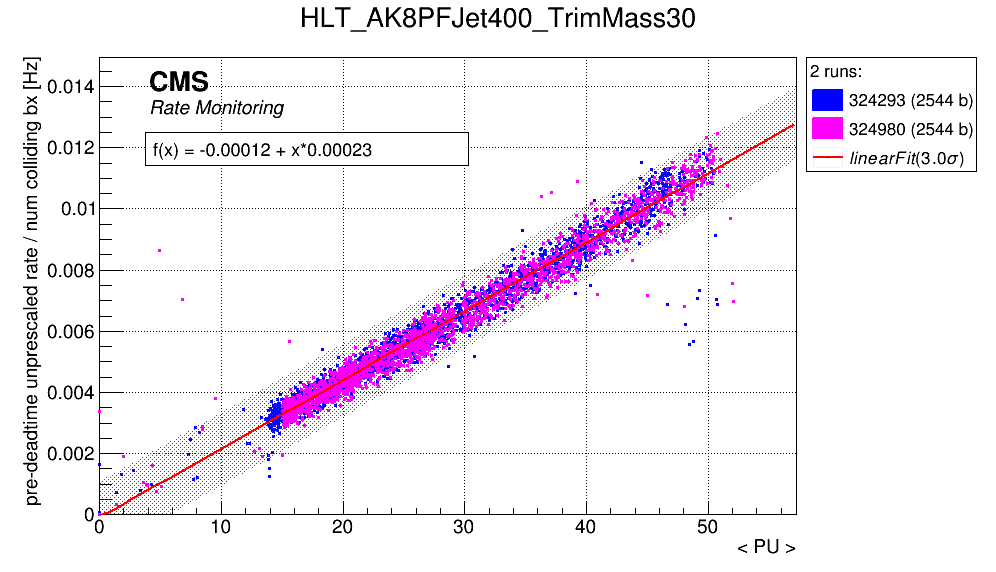 HLT_AK8PFJet400_TrimMass30
pre-deadtime unprescaled rate / num colliding bx [Hz]
CMS
Rate Monitoring
f(x) = -0.00012 + x*0.00023
0.014
0.012
0.01
0.008
0.006
0.004
0.002
0
0 10 20 30 40 50
< PU >
2 runs:
324293 (2544 b)
324980 (2544 b)
linearFit(3.0σ)